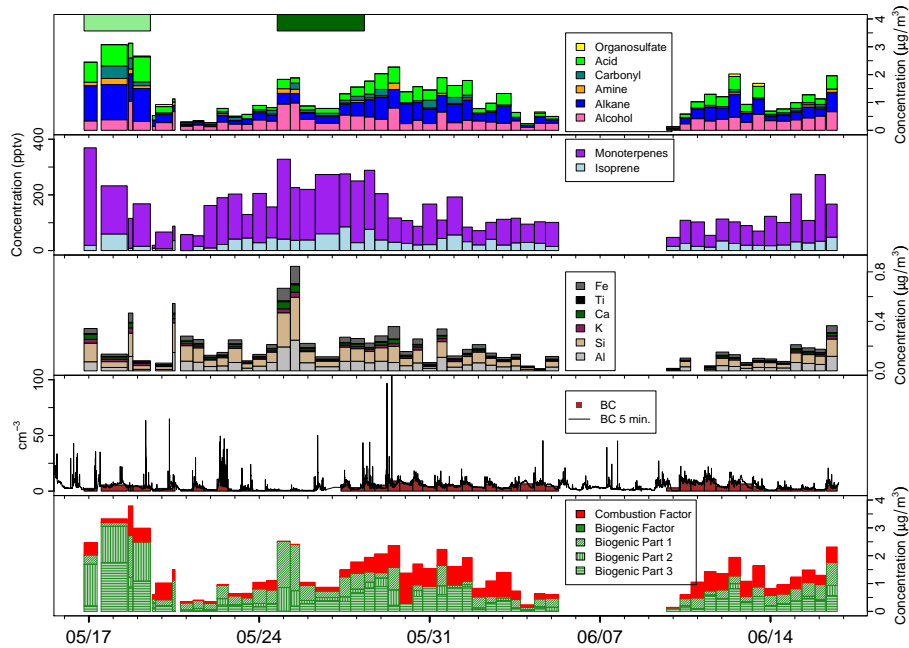 Organosulfate
Acid
Carbonyl
Amine
Alkane
Alcohol
0 1 2 3 4
Concentration (μg/m³)
Monoterpenes
Isoprene
0 200 400
Concentration (pptv)
Fe
Ti
Ca
K
Si
Al
0.0 0.4 0.8
Concentration (μg/m³)
BC
BC 5 min.
0 50 100
cm⁻³
Combustion Factor
Biogenic Factor
Biogenic Part 1
Biogenic Part 2
Biogenic Part 3
0 1 2 3 4
Concentration (μg/m³)
05/17 05/24 05/31 06/07 06/14